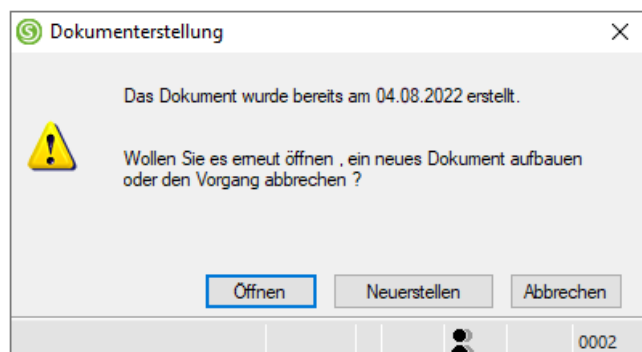 Dokumenterstellung
Das Dokument wurde bereits am 04.08.2022 erstellt.
Wollen Sie es erneut öffnen , ein neues Dokument aufbauen
oder den Vorgang abbrechen ?
Öffnen Neuerstellen Abbrechen
0002